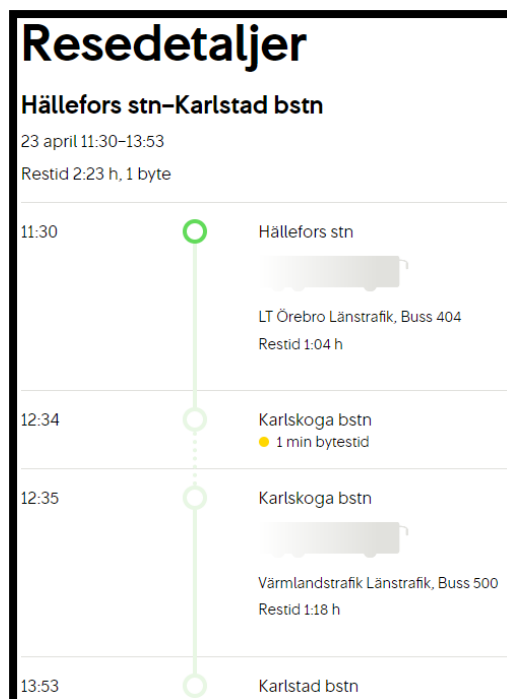 Resedetaljer
Hällefors stn–Karlstad bstn
23 april 11:30–13:53
Restid 2:23 h, 1 byte
11:30 Hällefors stn
LT Örebro Länstrafik, Buss 404
Restid 1:04 h
12:34 Karlskoga bstn
1 min bytestid
12:35 Karlskoga bstn
Värmlandstrafik Länstrafik, Buss 500
Restid 1:18 h
13:53 Karlstad bstn